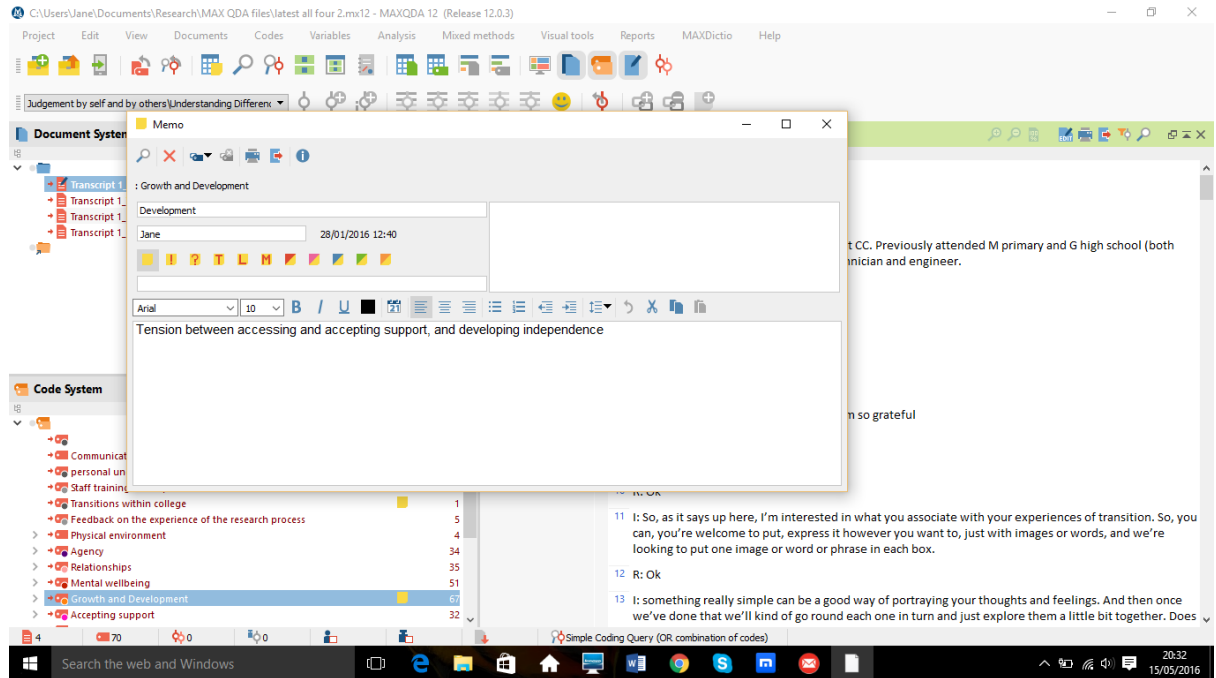 C:\Users\Jane\Documents\Research\MAX QDA files\latest all four 2.mx12 - MAXQDA 12 (Release 12.0.3)
Project Edit View Documents Codes Variables Analysis Mixed methods Visual tools Reports MAXDictio Help
Judgement by self and by others\Understanding Differenc
Document System
Memo
: Growth and Development
Development
Jane 28/01/2016 12:40
! ? T L M
Arial 10 B I U 21
Tension between accessing and accepting support, and developing independence
Transcript 1_
Transcript 1_
Transcript 1_
Transcript 1_
t CC. Previously attended M primary and G high school (both
nnician and engineer.
m so grateful
Code System
Communicat
personal un
Staff training
Transitions within college 1
Feedback on the experience of the research process 5
Physical environment 4
Agency 34
Relationships 35
Mental wellbeing 51
Growth and Development 67
Accepting support 32
10 R: Ok
11 I: So, as it says up here, I'm interested in what you associate with your experiences of transition. So, you
can, you're welcome to put, express it however you want to, just with images or words, and we're
looking to put one image or word or phrase in each box.
12 R: Ok
13 I: something really simple can be a good way of portraying your thoughts and feelings. And then once
we've done that we'll kind of go round each one in turn and just explore them a little bit together. Does
4 70 0 0 Simple Coding Query (OR combination of codes)
Search the web and Windows
20:32
15/05/2016